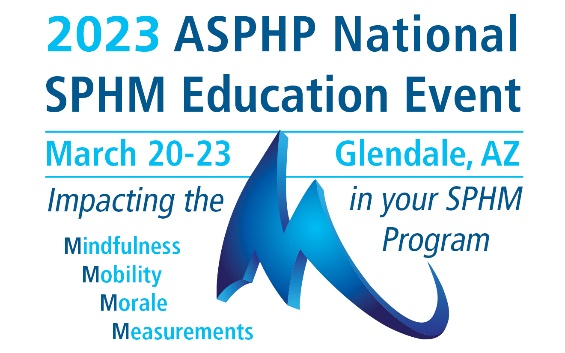 2023 ASPHP National
SPHM Education Event
March 20-23 Glendale, AZ
Impacting the M in your SPHM
Program
Mindfulness
Mobility
Morale
Measurements